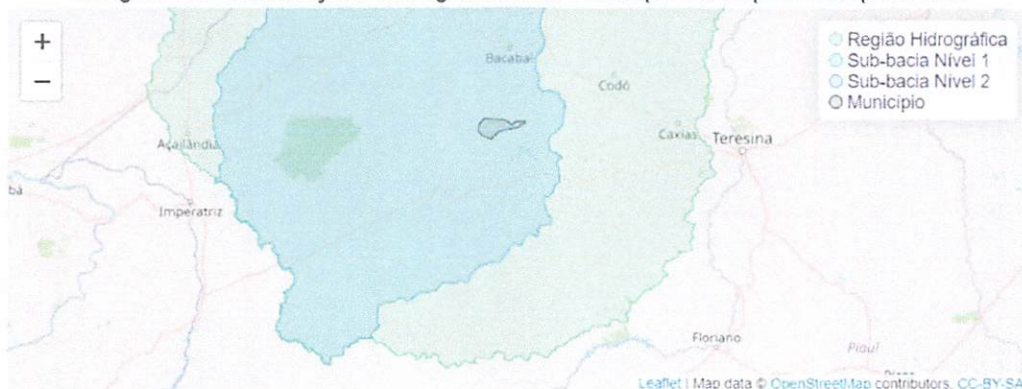 +
−
Região Hidrográfica
Sub-bacia Nível 1
Sub-bacia Nível 2
Município
Bacabal
Codó
Caxias
Teresina
Açailândia
Imperatriz
bá
Floriano
Piauí
Leaflet | Map data © OpenStreetMap contributors, CC-BY-SA